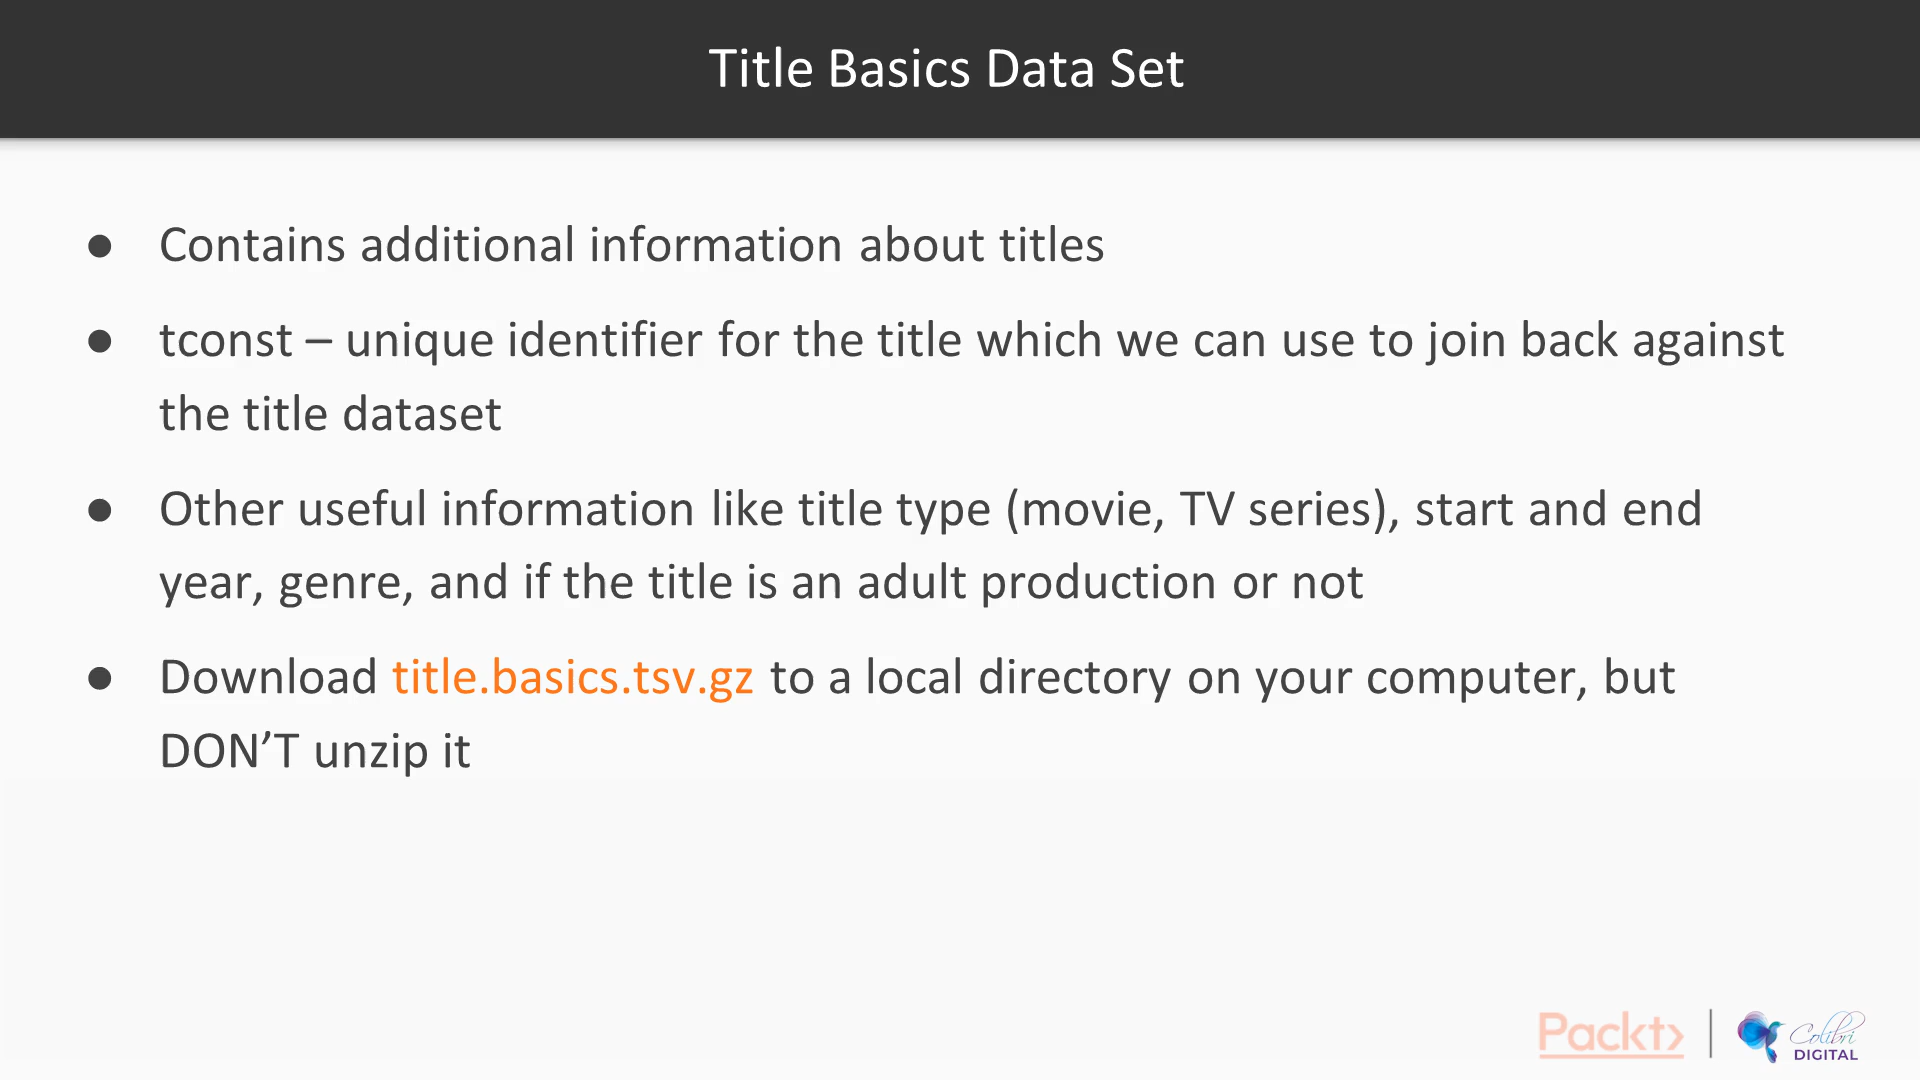 Title Basics Data Set
● Contains additional information about titles
● tconst – unique identifier for the title which we can use to join back against
the title dataset
● Other useful information like title type (movie, TV series), start and end
year, genre, and if the title is an adult production or not
● Download title.basics.tsv.gz to a local directory on your computer, but
DON’T unzip it
Packt>
Colibri
DIGITAL